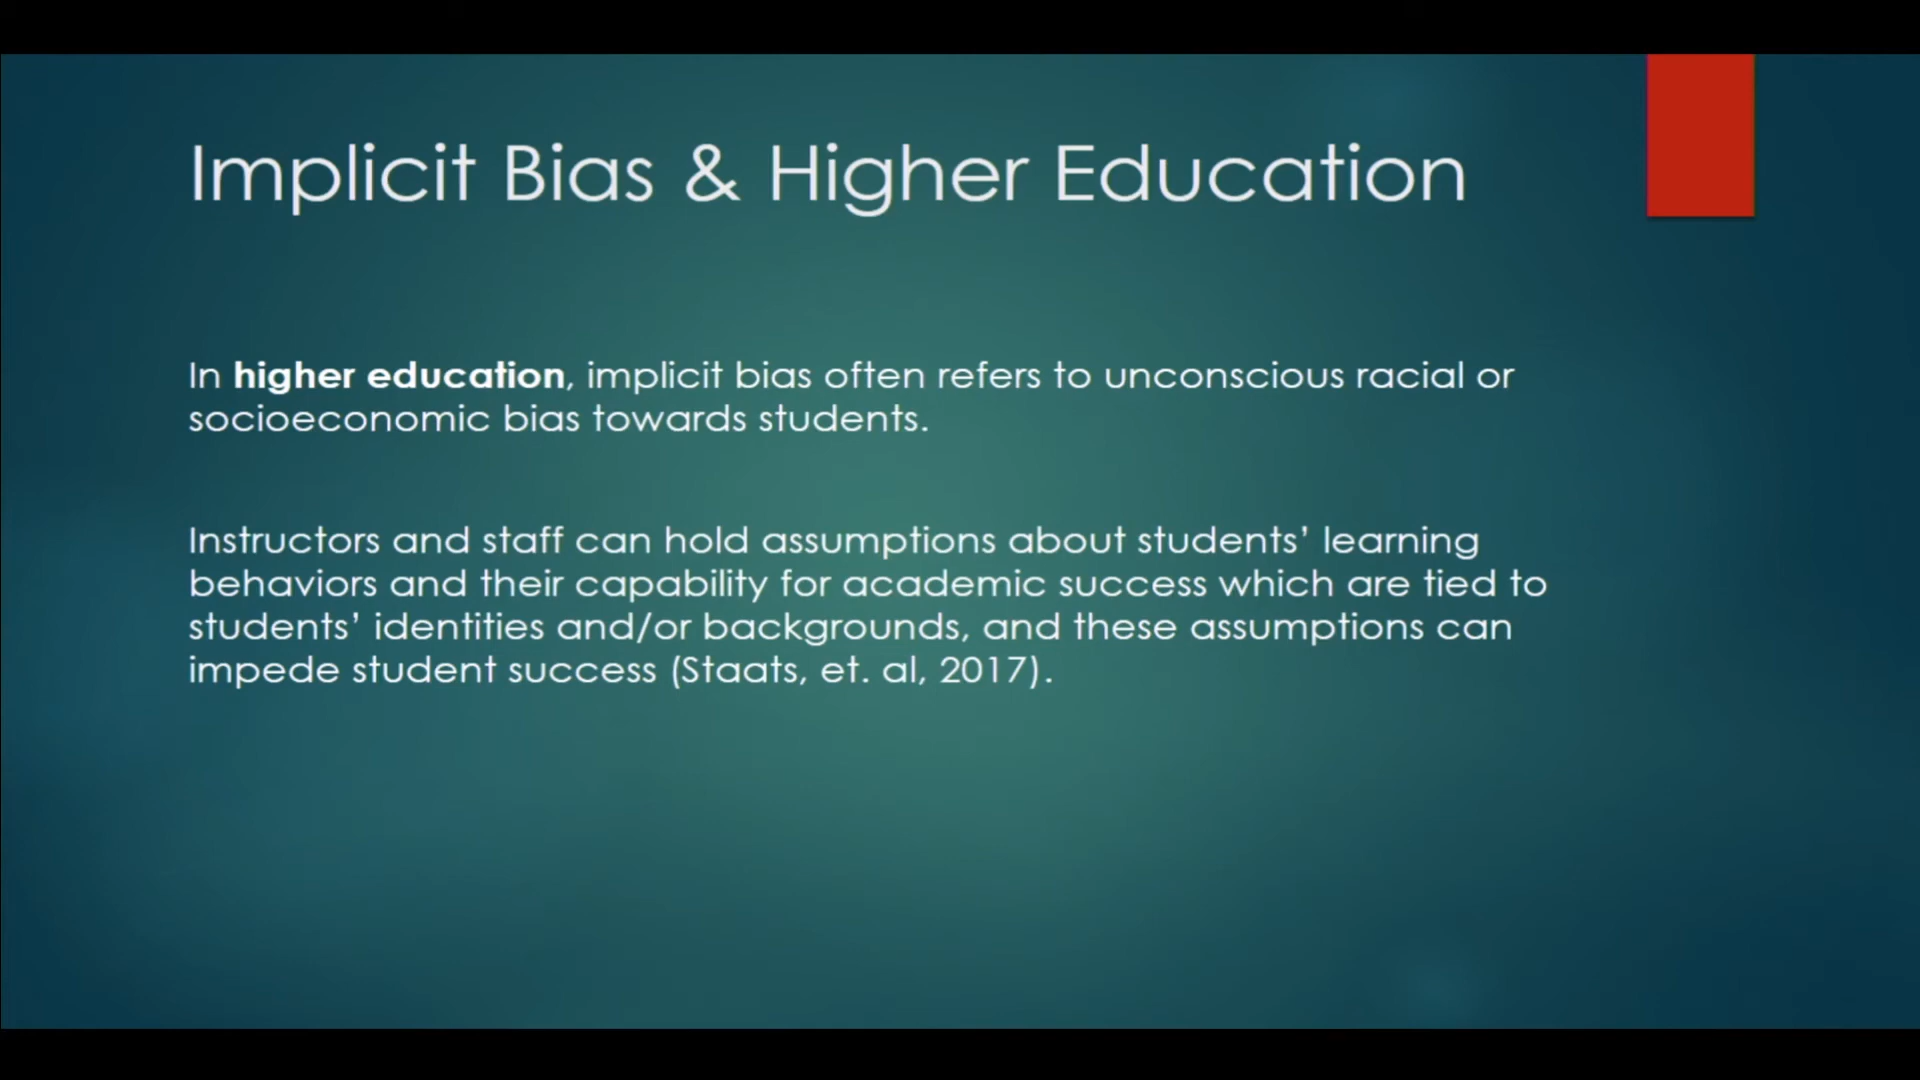 Implicit Bias & Higher Education
In higher education, implicit bias often refers to unconscious racial or
socioeconomic bias towards students.
Instructors and staff can hold assumptions about students’ learning
behaviors and their capability for academic success which are tied to
students’ identities and/or backgrounds, and these assumptions can
impede student success (Staats, et. al, 2017).